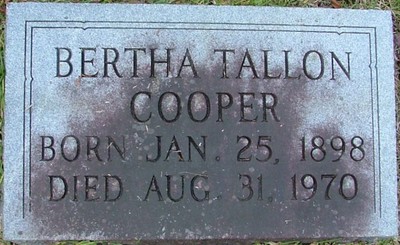 BERTHA TALLON
COOPER
BORN JAN. 25, 1898
DIED AUG. 31, 1970